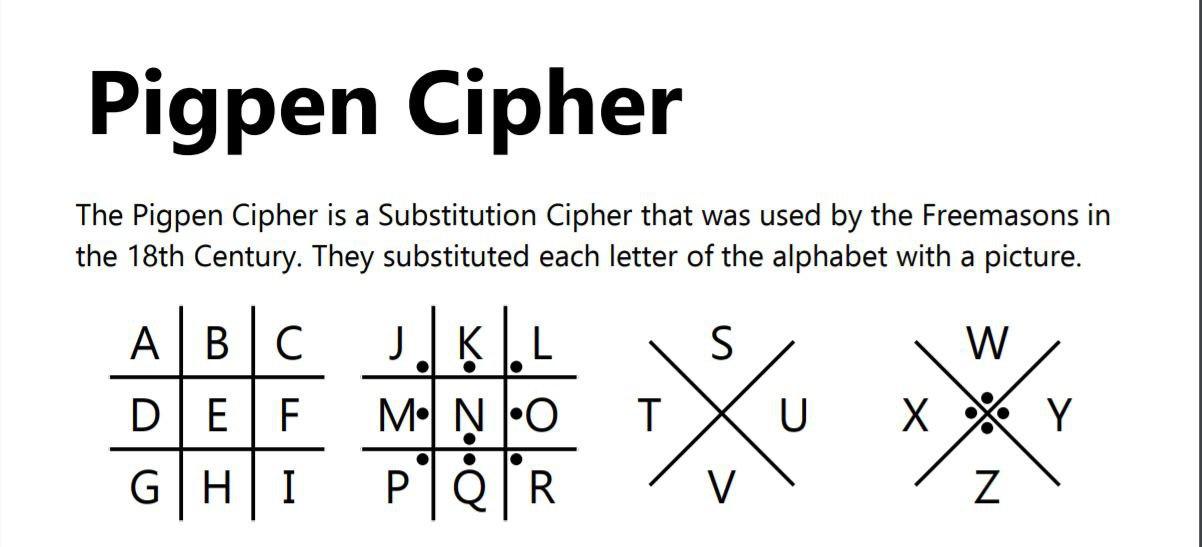 Pigpen Cipher
The Pigpen Cipher is a Substitution Cipher that was used by the Freemasons in
the 18th Century. They substituted each letter of the alphabet with a picture.
A B C J K L S W
D E F M N O T U X Y
G H I P Q R V Z